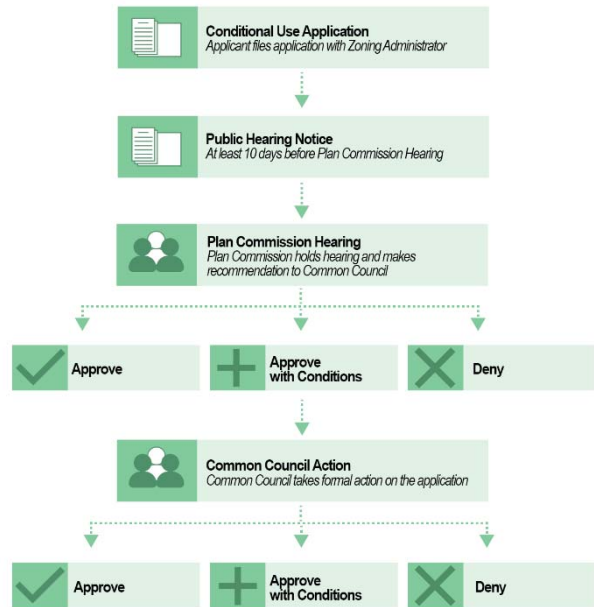 Conditional Use Application
Applicant files application with Zoning Administrator
Public Hearing Notice
At least 10 days before Plan Commission Hearing
Plan Commission Hearing
Plan Commission holds hearing and makes
recommendation to Common Council
Approve
Approve
with Conditions
Deny
Common Council Action
Common Council takes formal action on the application
Approve
Approve
with Conditions
Deny